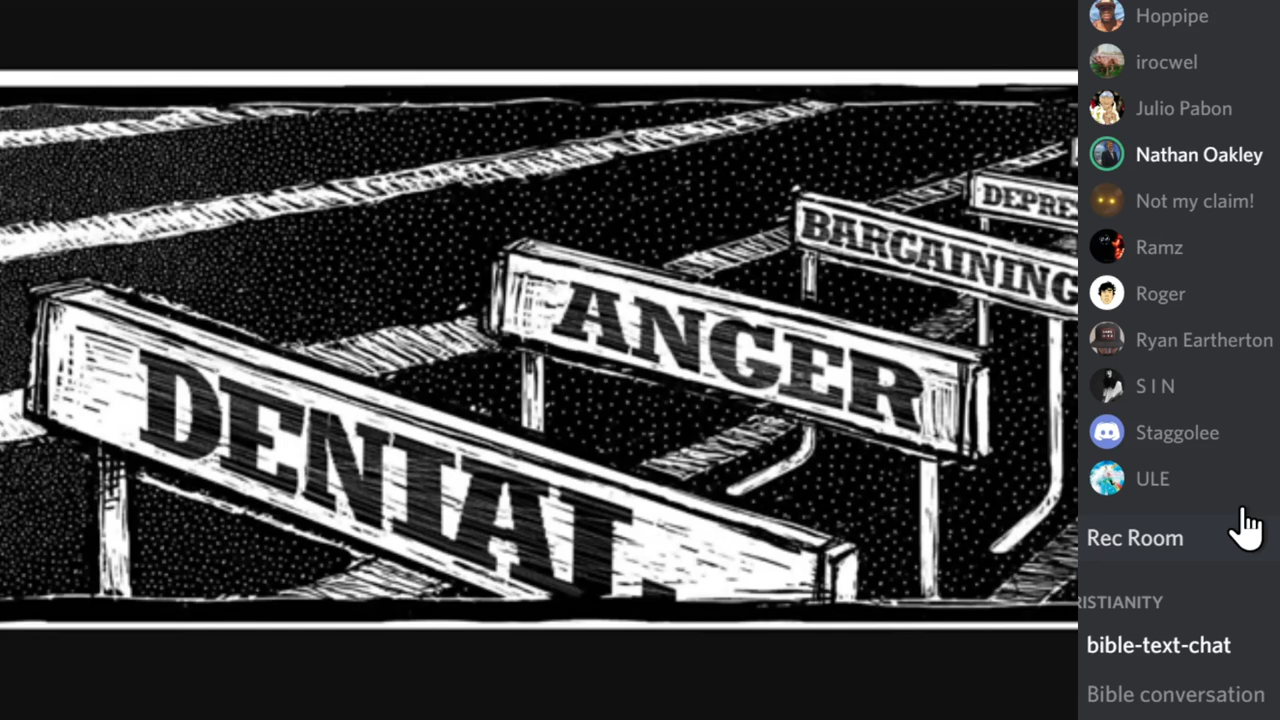 DENIAL
ANGER
BARGAINING
DEPRE
Hoppipe
irocwel
Julio Pabon
Nathan Oakley
Not my claim!
Ramz
Roger
Ryan Eartherton
S I N
Staggolee
ULE
Rec Room
RISTIANITY
bible-text-chat
Bible conversation